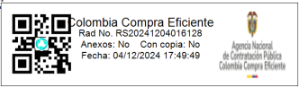 Colombia Compra Eficiente
Rad No. RS20241204016128
Anexos: No Con copia: No
Fecha: 04/12/2024 17:49:49
Agencia Nacional
de Contratación Pública
Colombia Compra Eficiente